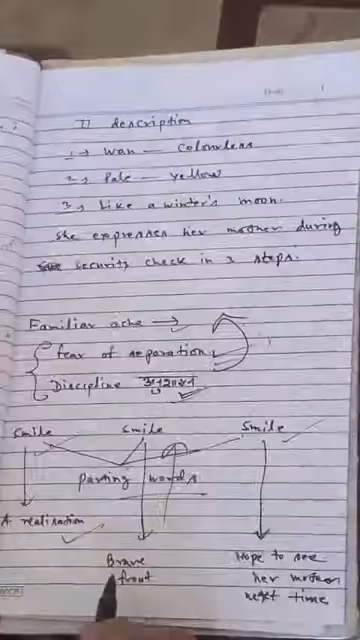 II description
1 → Wan — Colourless
2 → Pale — yellow
3 → Like a winter's moon.
She expresses her mother during
security check in 3 steps.
Familiar ache →
fear of separation
Discipline अनुशासन
Smile Smile Smile
Parting words
A realisation
Brave front
Hope to see
her mother
next time